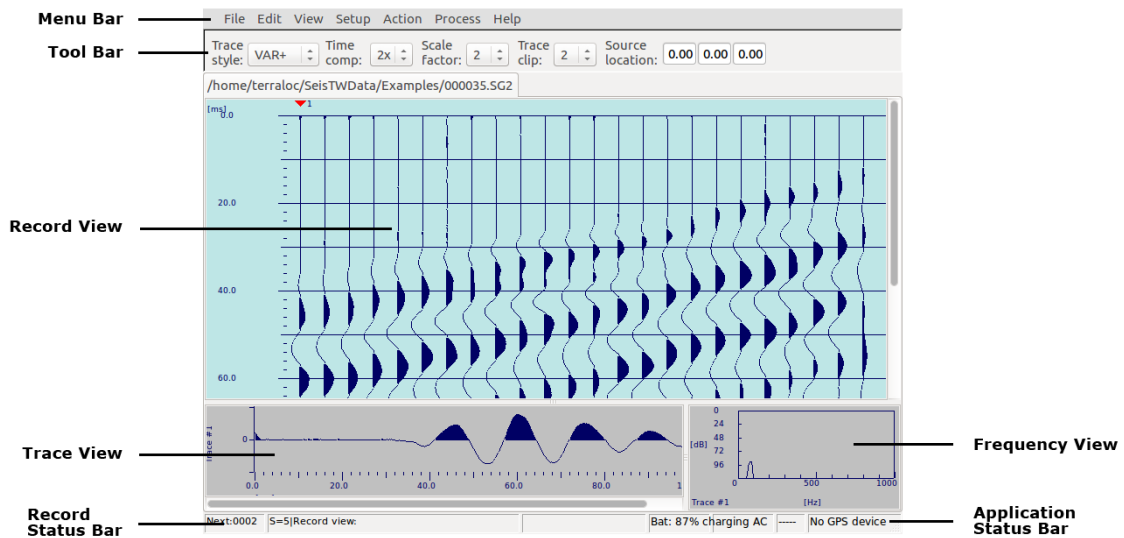 Menu Bar
File Edit View Setup Action Process Help
Tool Bar
Trace style: VAR+ Time comp: 2x Scale factor: 2 Trace clip: 2 Source location: 0.00 0.00 0.00
/home/terraloc/SeisTWData/Examples/000035.SG2
[ms]
1
0.0
20.0
Record View
40.0
60.0
Trace View
Trace #1
0
0.0 20.0 40.0 60.0 80.0 1
[dB]
0
24
48
72
96
0 500 1000
Trace #1 [Hz]
Frequency View
Record
Status Bar
Next:0002 S=5|Record view: Bat: 87% charging AC ----- No GPS device
Application
Status Bar